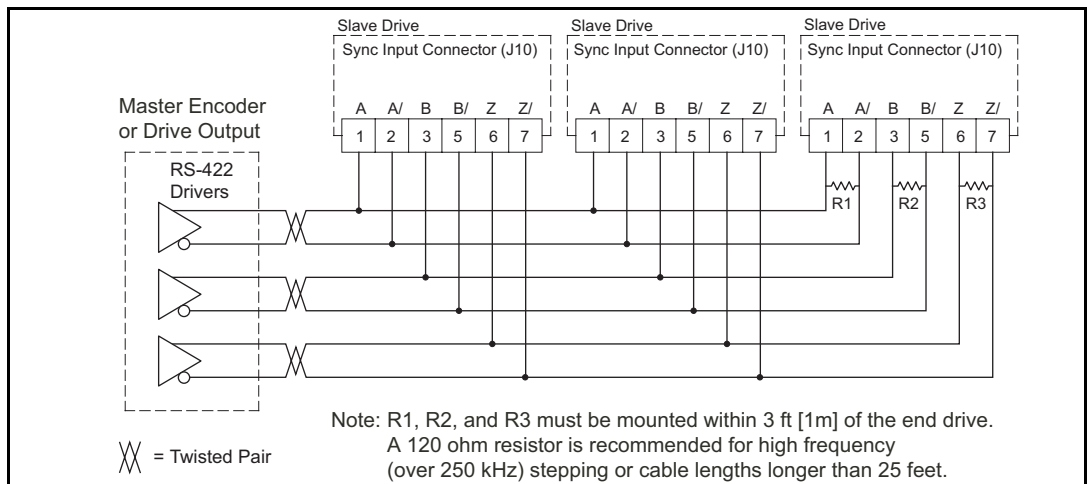 Slave Drive Slave Drive Slave Drive
Sync Input Connector (J10) Sync Input Connector (J10) Sync Input Connector (J10)
A A/ B B/ Z Z/ A A/ B B/ Z Z/ A A/ B B/ Z Z/
1 2 3 5 6 7 1 2 3 5 6 7 1 2 3 5 6 7
Master Encoder
or Drive Output
RS-422
Drivers
R1 R2 R3
Note: R1, R2, and R3 must be mounted within 3 ft [1m] of the end drive.
A 120 ohm resistor is recommended for high frequency
(over 250 kHz) stepping or cable lengths longer than 25 feet.
= Twisted Pair